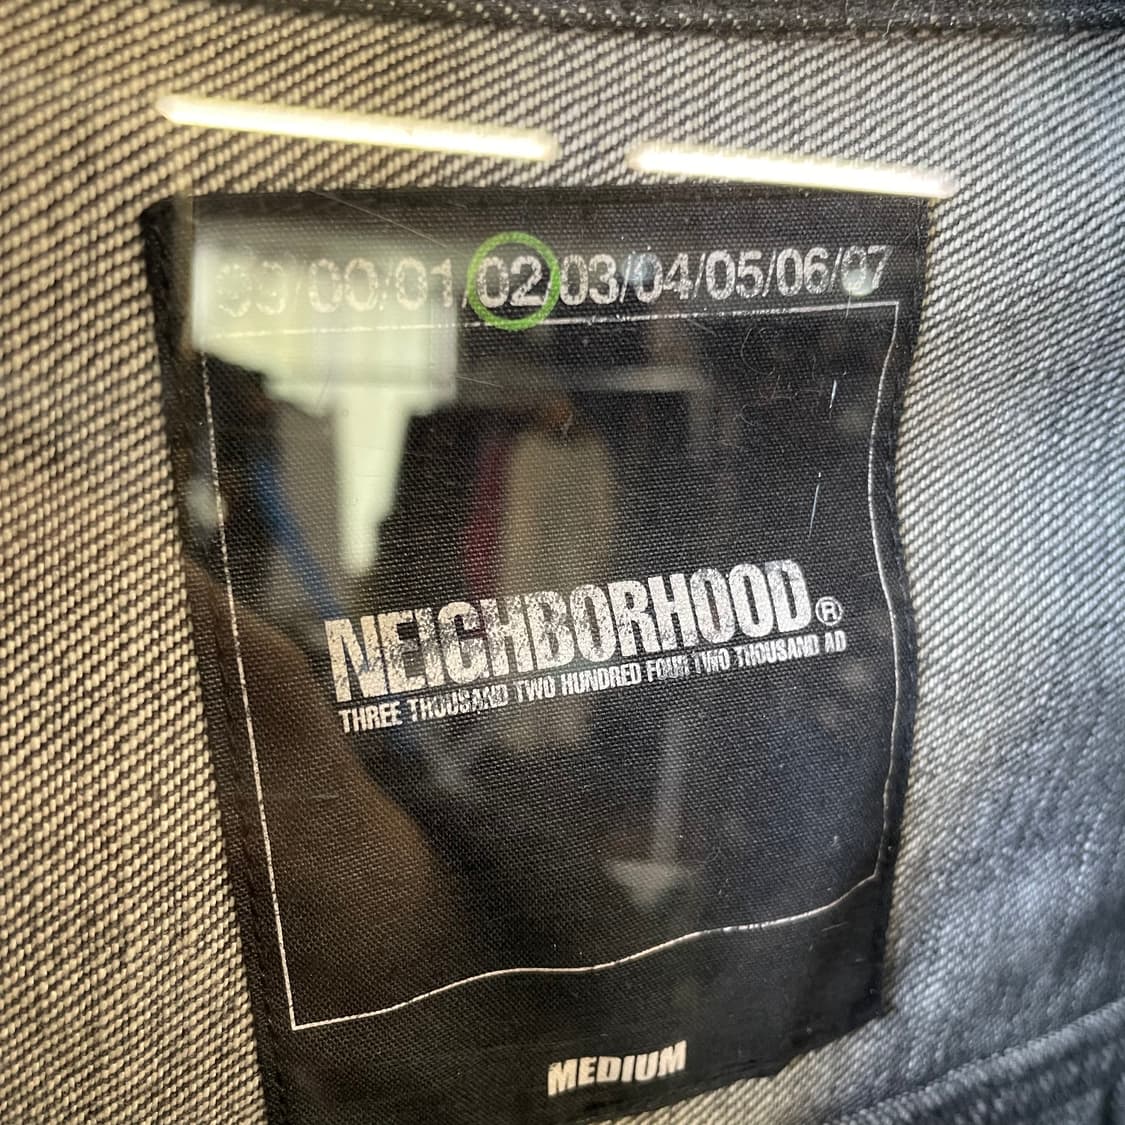 99/00/01/02/03/04/05/06/07
NEIGHBORHOOD®
THREE THOUSAND TWO HUNDRED FOUR TWO THOUSAND AD
MEDIUM